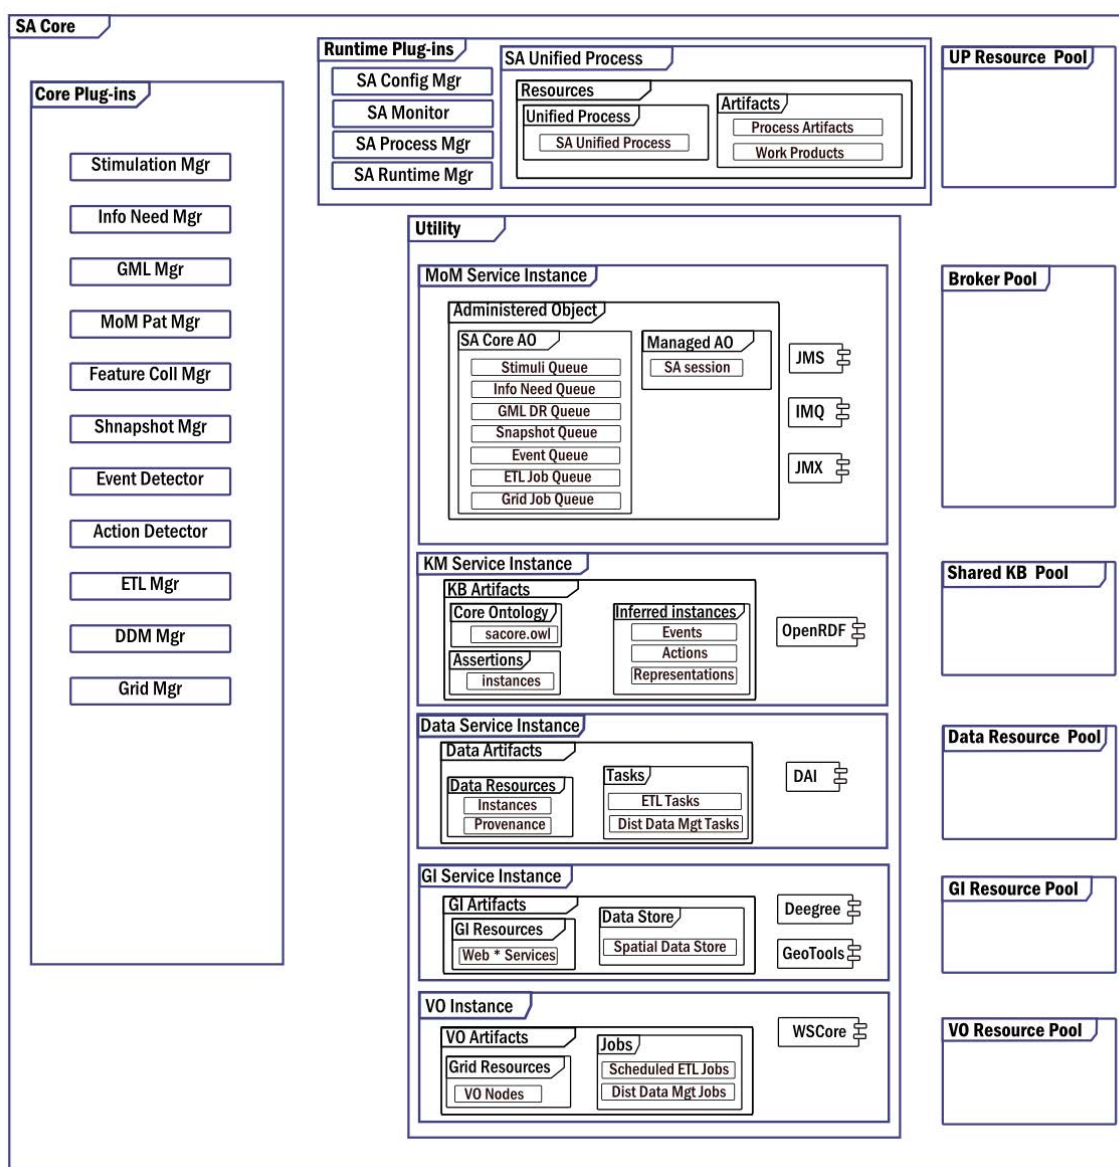 SA Core
Core Plug-ins
Stimulation Mgr
Info Need Mgr
GML Mgr
MoM Pat Mgr
Feature Coll Mgr
Shnapshot Mgr
Event Detector
Action Detector
ETL Mgr
DDM Mgr
Grid Mgr
Runtime Plug-ins
SA Config Mgr
SA Monitor
SA Process Mgr
SA Runtime Mgr
SA Unified Process
Resources
Unified Process
SA Unified Process
Artifacts
Process Artifacts
Work Products
Utility
MoM Service Instance
Administered Object
SA Core AO
Stimuli Queue
Info Need Queue
GML DR Queue
Snapshot Queue
Event Queue
ETL Job Queue
Grid Job Queue
Managed AO
SA session
JMS
IMQ
JMX
KM Service Instance
KB Artifacts
Core Ontology
sacore.owl
Assertions
instances
Inferred instances
Events
Actions
Representations
OpenRDF
Data Service Instance
Data Artifacts
Data Resources
Instances
Provenance
Tasks
ETL Tasks
Dist Data Mgt Tasks
DAI
GI Service Instance
GI Artifacts
GI Resources
Web * Services
Data Store
Spatial Data Store
Deegree
GeoTools
VO Instance
VO Artifacts
Grid Resources
VO Nodes
Jobs
Scheduled ETL Jobs
Dist Data Mgt Jobs
WSCore
UP Resource Pool
Broker Pool
Shared KB Pool
Data Resource Pool
GI Resource Pool
VO Resource Pool